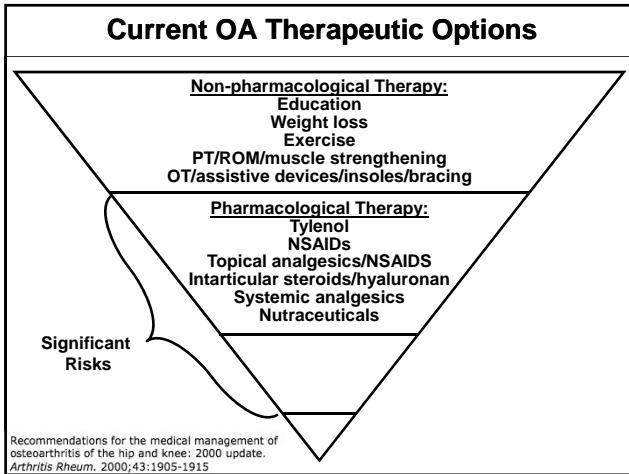 Current OA Therapeutic Options
Non-pharmacological Therapy:
Education
Weight loss
Exercise
PT/ROM/muscle strengthening
OT/assistive devices/insoles/bracing
Pharmacological Therapy:
Tylenol
NSAIDs
Topical analgesics/NSAIDS
Intarticular steroids/hyaluronan
Systemic analgesics
Nutraceuticals
Significant
Risks
Recommendations for the medical management of
osteoarthritis of the hip and knee: 2000 update.
Arthritis Rheum. 2000;43:1905-1915